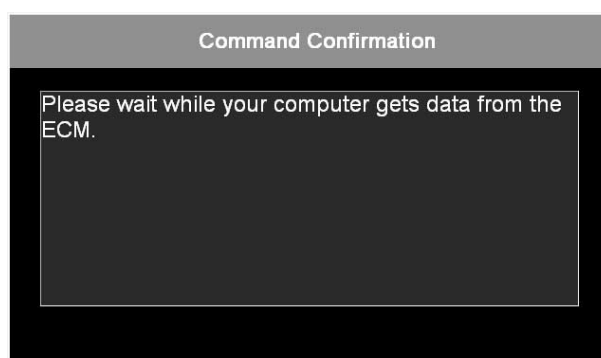 Command Confirmation
Please wait while your computer gets data from the
ECM.